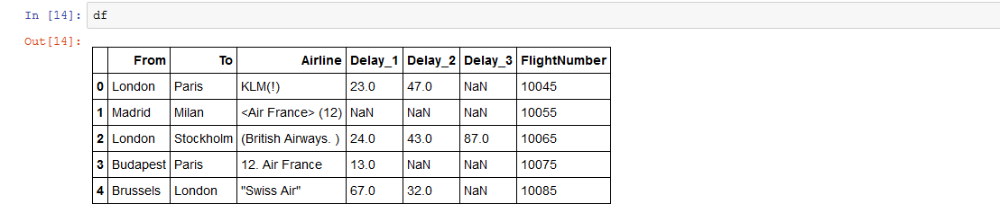 In [14]: df
Out[14]:
From To Airline Delay_1 Delay_2 Delay_3 FlightNumber
0 London Paris KLM(!) 23.0 47.0 NaN 10045
1 Madrid Milan <Air France> (12) NaN NaN NaN 10055
2 London Stockholm (British Airways. ) 24.0 43.0 87.0 10065
3 Budapest Paris 12. Air France 13.0 NaN NaN 10075
4 Brussels London "Swiss Air" 67.0 32.0 NaN 10085